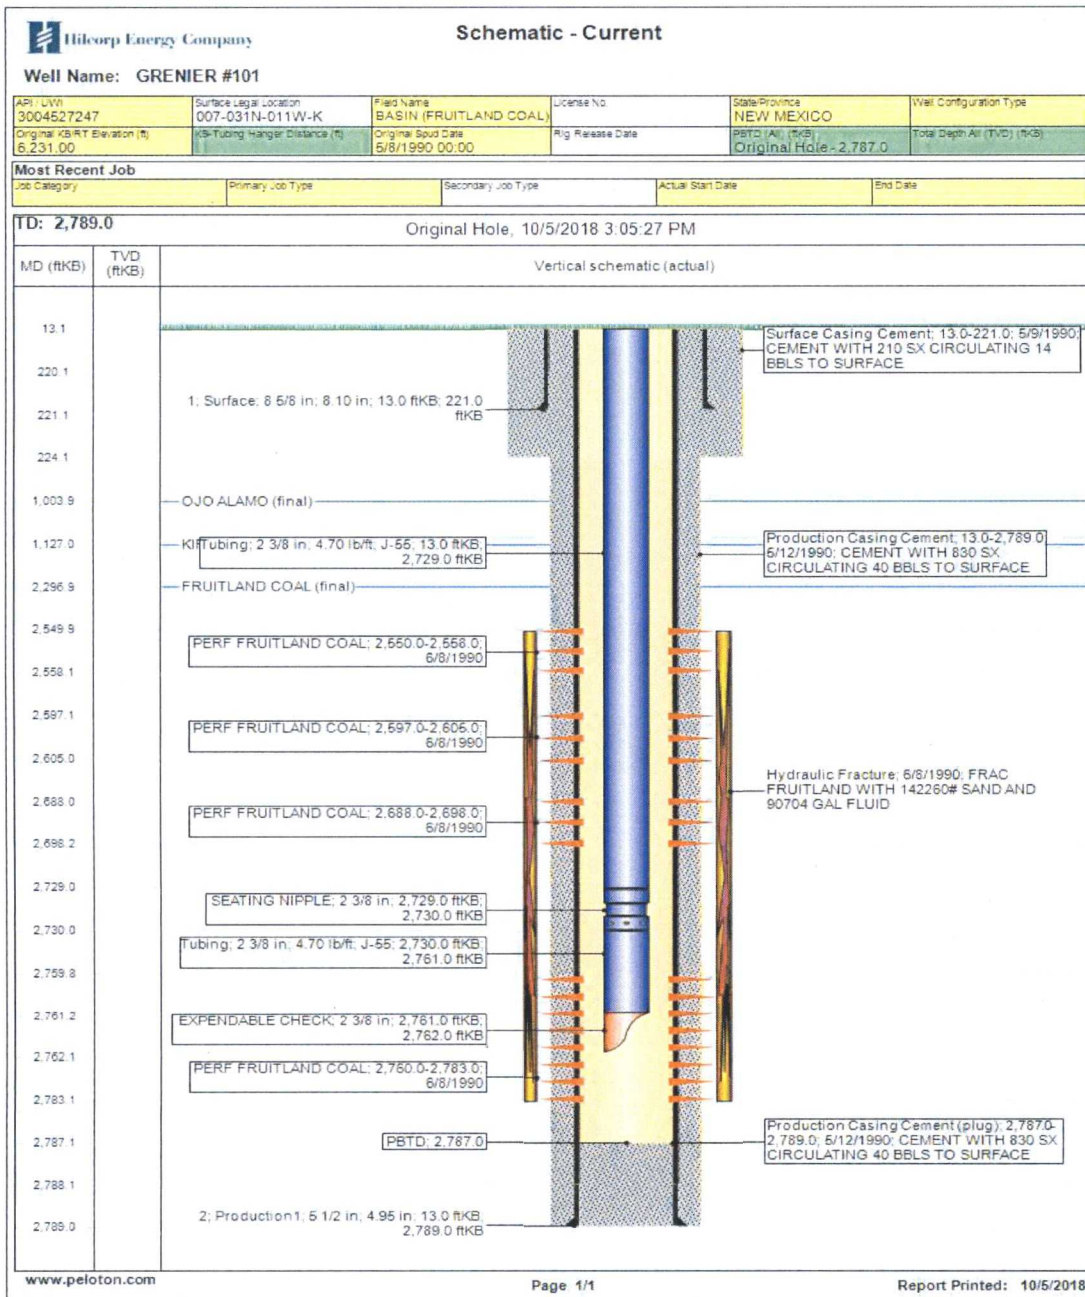 Hilcorp Energy Company
Schematic - Current
Well Name: GRENIER #101
API / UWI
3004527247
Surface Legal Location
007-031N-011W-K
Field Name
BASIN (FRUITLAND COAL)
License No.
State/Province
NEW MEXICO
Well Configuration Type
Original KB/RT Elevation (ft)
6,231.00
KB-Tubing Hanger Distance (ft)
Original Spud Date
5/8/1990 00:00
Rig Release Date
PBTD (All) (ftKB)
Original Hole - 2,787.0
Total Depth All (TVD) (ftKB)
Most Recent Job
Job Category
Primary Job Type
Secondary Job Type
Actual Start Date
End Date
TD: 2,789.0
Original Hole, 10/5/2018 3:05:27 PM
MD (ftKB)
TVD
(ftKB)
Vertical schematic (actual)
13.1
220.1
221.1
224.1
1,003.9
1,127.0
2,296.9
2,549.9
2,558.1
2,597.1
2,605.0
2,688.0
2,698.2
2,729.0
2,730.0
2,759.8
2,761.2
2,762.1
2,783.1
2,787.1
2,788.1
2,789.0
Surface Casing Cement; 13.0-221.0; 5/9/1990;
CEMENT WITH 210 SX CIRCULATING 14
BBLS TO SURFACE
1; Surface; 8 5/8 in; 8.10 in; 13.0 ftKB; 221.0
ftKB
OJO ALAMO (final)
KI
Tubing; 2 3/8 in; 4.70 lb/ft; J-55; 13.0 ftKB;
2,729.0 ftKB
Production Casing Cement; 13.0-2,789.0;
5/12/1990; CEMENT WITH 830 SX
CIRCULATING 40 BBLS TO SURFACE
FRUITLAND COAL (final)
PERF FRUITLAND COAL; 2,550.0-2,558.0;
6/8/1990
PERF FRUITLAND COAL; 2,597.0-2,605.0;
6/8/1990
Hydraulic Fracture; 6/8/1990; FRAC
FRUITLAND WITH 142260# SAND AND
90704 GAL FLUID
PERF FRUITLAND COAL; 2,688.0-2,698.0;
6/8/1990
SEATING NIPPLE; 2 3/8 in; 2,729.0 ftKB;
2,730.0 ftKB
Tubing; 2 3/8 in; 4.70 lb/ft; J-55; 2,730.0 ftKB;
2,761.0 ftKB
EXPENDABLE CHECK; 2 3/8 in; 2,761.0 ftKB;
2,762.0 ftKB
PERF FRUITLAND COAL; 2,760.0-2,783.0;
6/8/1990
PBTD; 2,787.0
Production Casing Cement (plug); 2,787.0-
2,789.0; 5/12/1990; CEMENT WITH 830 SX
CIRCULATING 40 BBLS TO SURFACE
2; Production1; 5 1/2 in; 4.95 in; 13.0 ftKB;
2,789.0 ftKB
www.peloton.com
Page 1/1
Report Printed: 10/5/2018